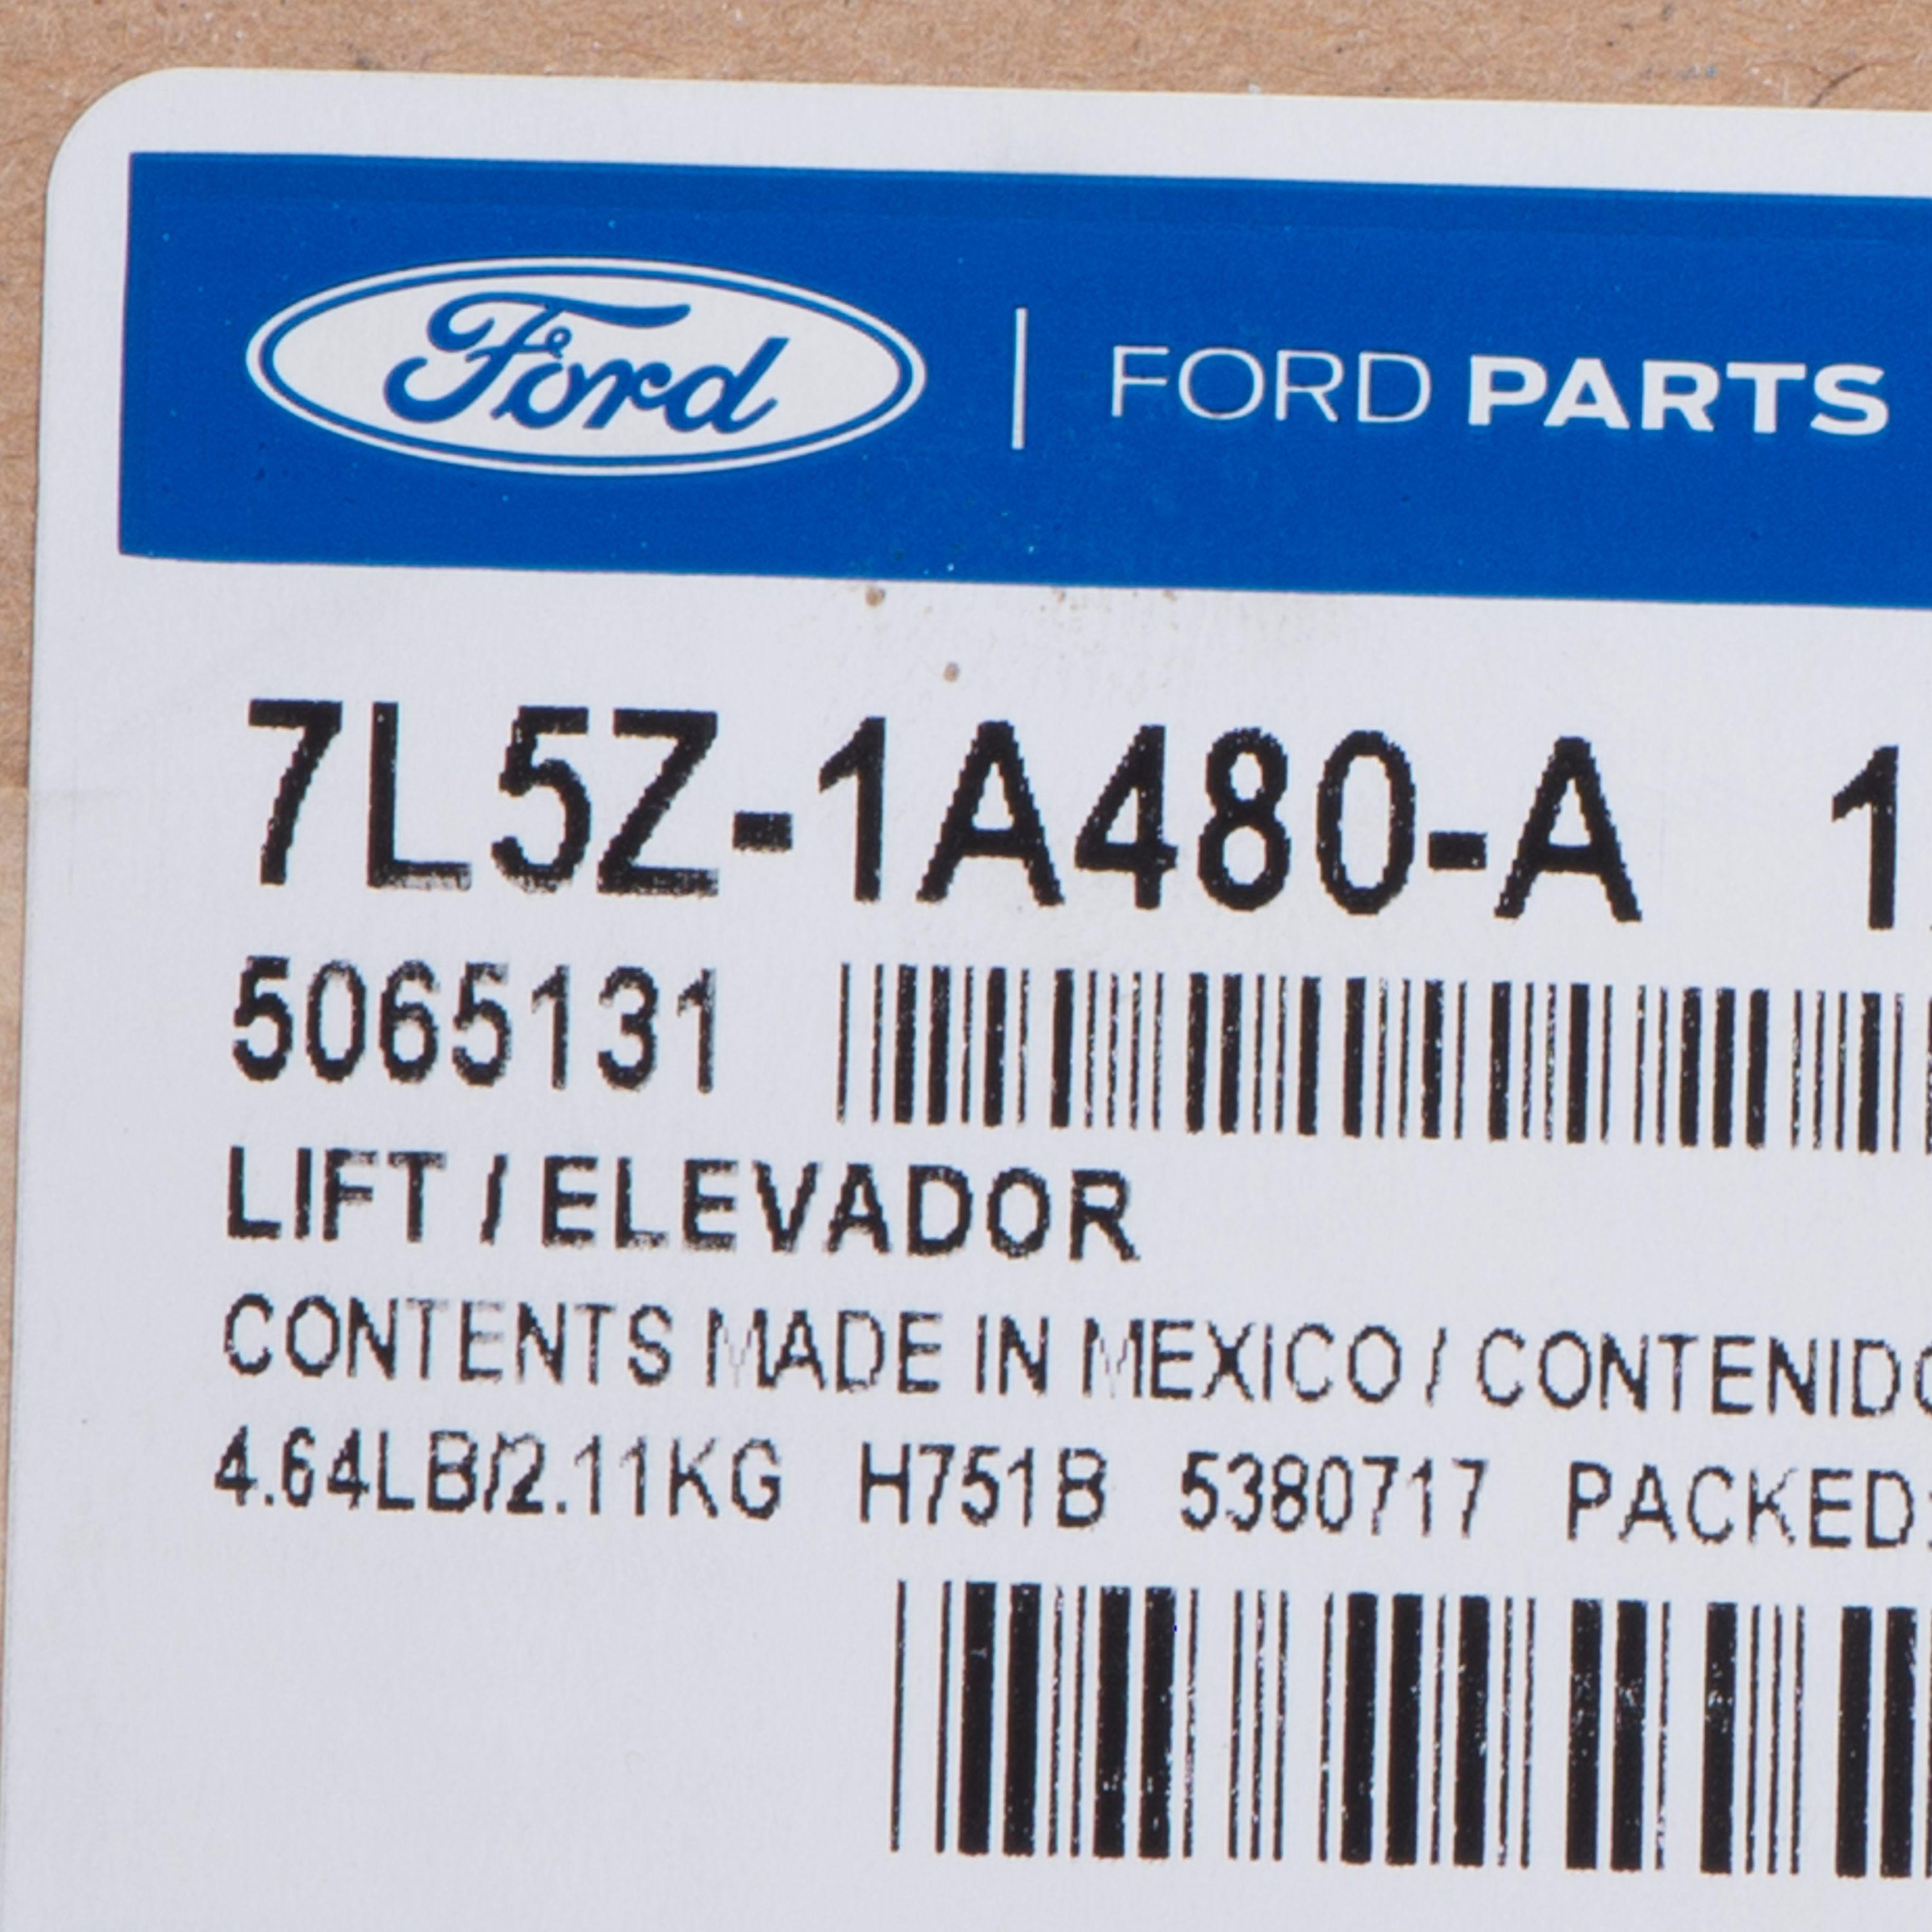 Ford | FORD PARTS
7L5Z-1A480-A 1
5065131
LIFT / ELEVADOR
CONTENTS MADE IN MEXICO / CONTENIDO
4.64LB/2.11KG H751B 5380717 PACKED: